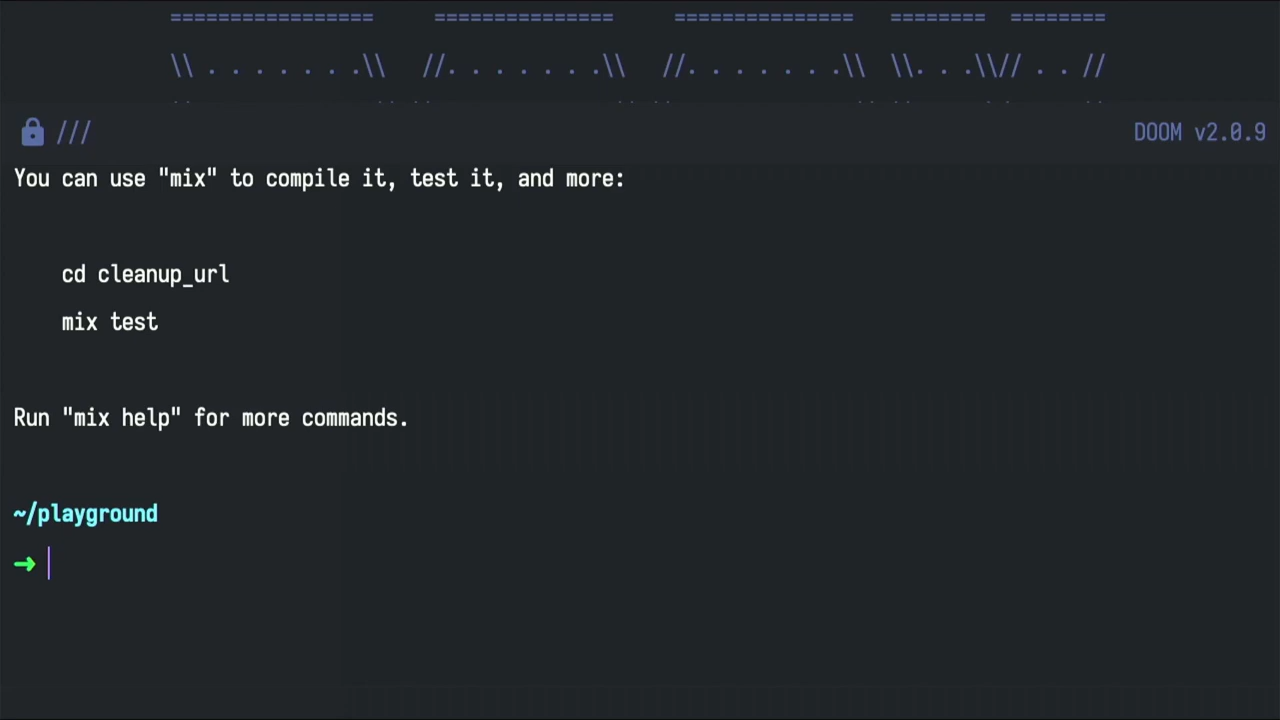 ================   ===============   ===============   ========  ========
\\ . . . . . . .\\   //. . . . . . .\\   //. . . . . . .\\  \\. . .\\// . . //
/// DOOM v2.0.9
You can use "mix" to compile it, test it, and more:
cd cleanup_url
mix test
Run "mix help" for more commands.
~/playground
➜